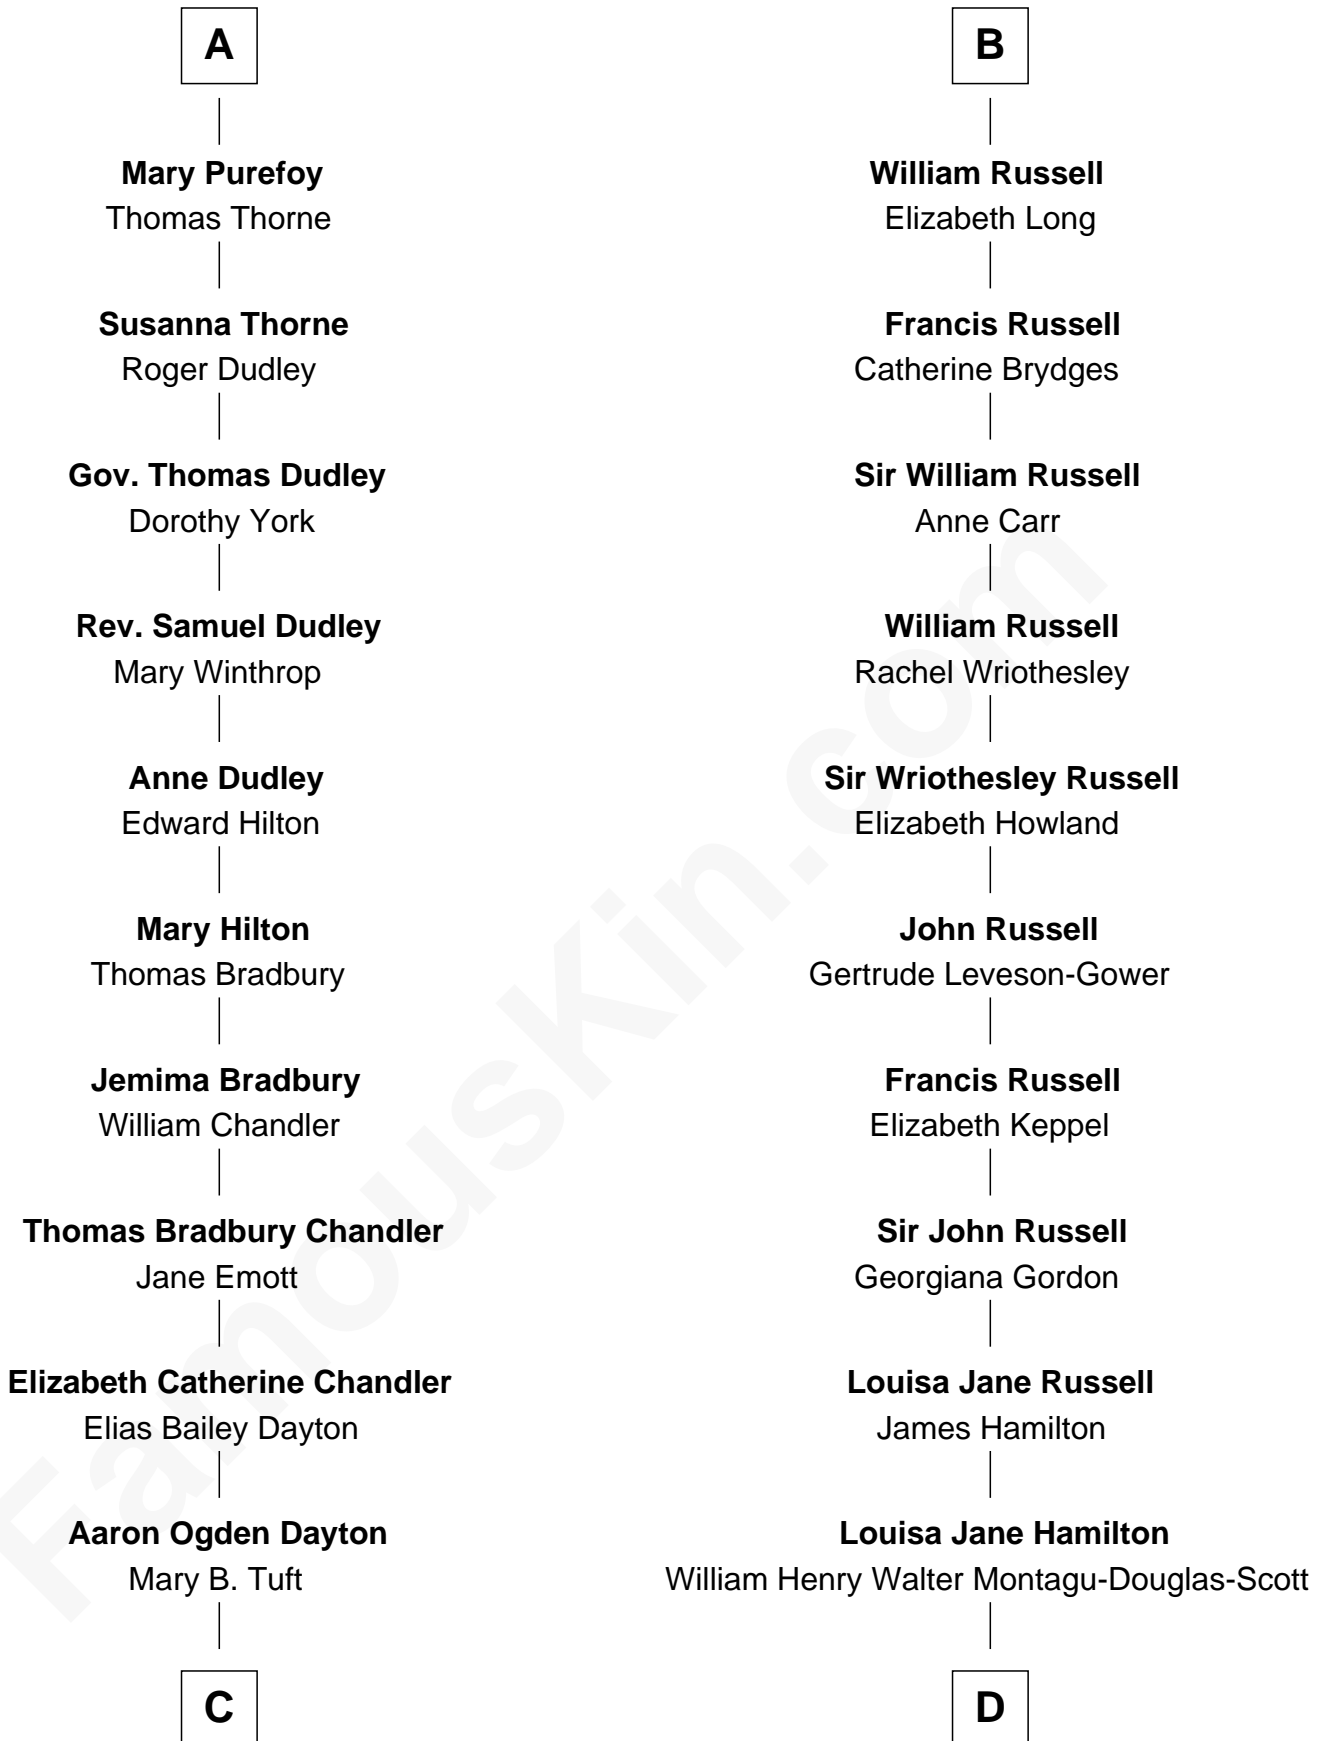 A
Mary Purefoy
Thomas Thorne
Susanna Thorne
Roger Dudley
Gov. Thomas Dudley
Dorothy York
Rev. Samuel Dudley
Mary Winthrop
Anne Dudley
Edward Hilton
Mary Hilton
Thomas Bradbury
Jemima Bradbury
William Chandler
Thomas Bradbury Chandler
Jane Emott
Elizabeth Catherine Chandler
Elias Bailey Dayton
Aaron Ogden Dayton
Mary B. Tuft
C
B
William Russell
Elizabeth Long
Francis Russell
Catherine Brydges
Sir William Russell
Anne Carr
William Russell
Rachel Wriothesley
Sir Wriothesley Russell
Elizabeth Howland
John Russell
Gertrude Leveson-Gower
Francis Russell
Elizabeth Keppel
Sir John Russell
Georgiana Gordon
Louisa Jane Russell
James Hamilton
Louisa Jane Hamilton
William Henry Walter Montagu-Douglas-Scott
D
FamousKin.com